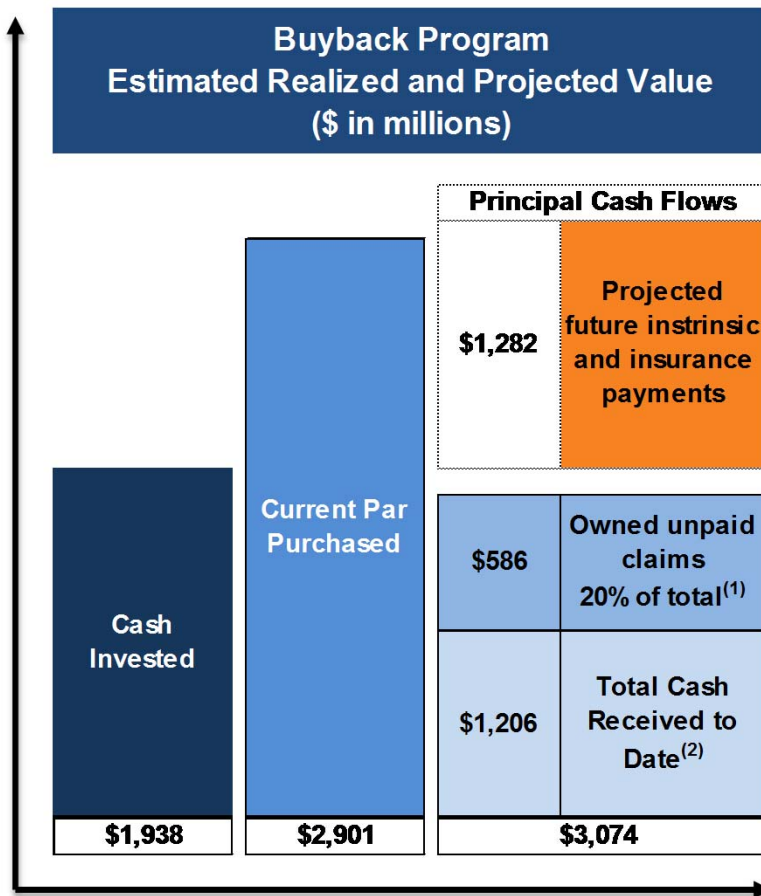 Buyback Program
Estimated Realized and Projected Value
($ in millions)
Principal Cash Flows
$1,282
Projected
future instrinsic
and insurance
payments
Current Par
Purchased
$586
Owned unpaid
claims
20% of total(1)
Cash
Invested
$1,206
Total Cash
Received to
Date(2)
$1,938
$2,901
$3,074